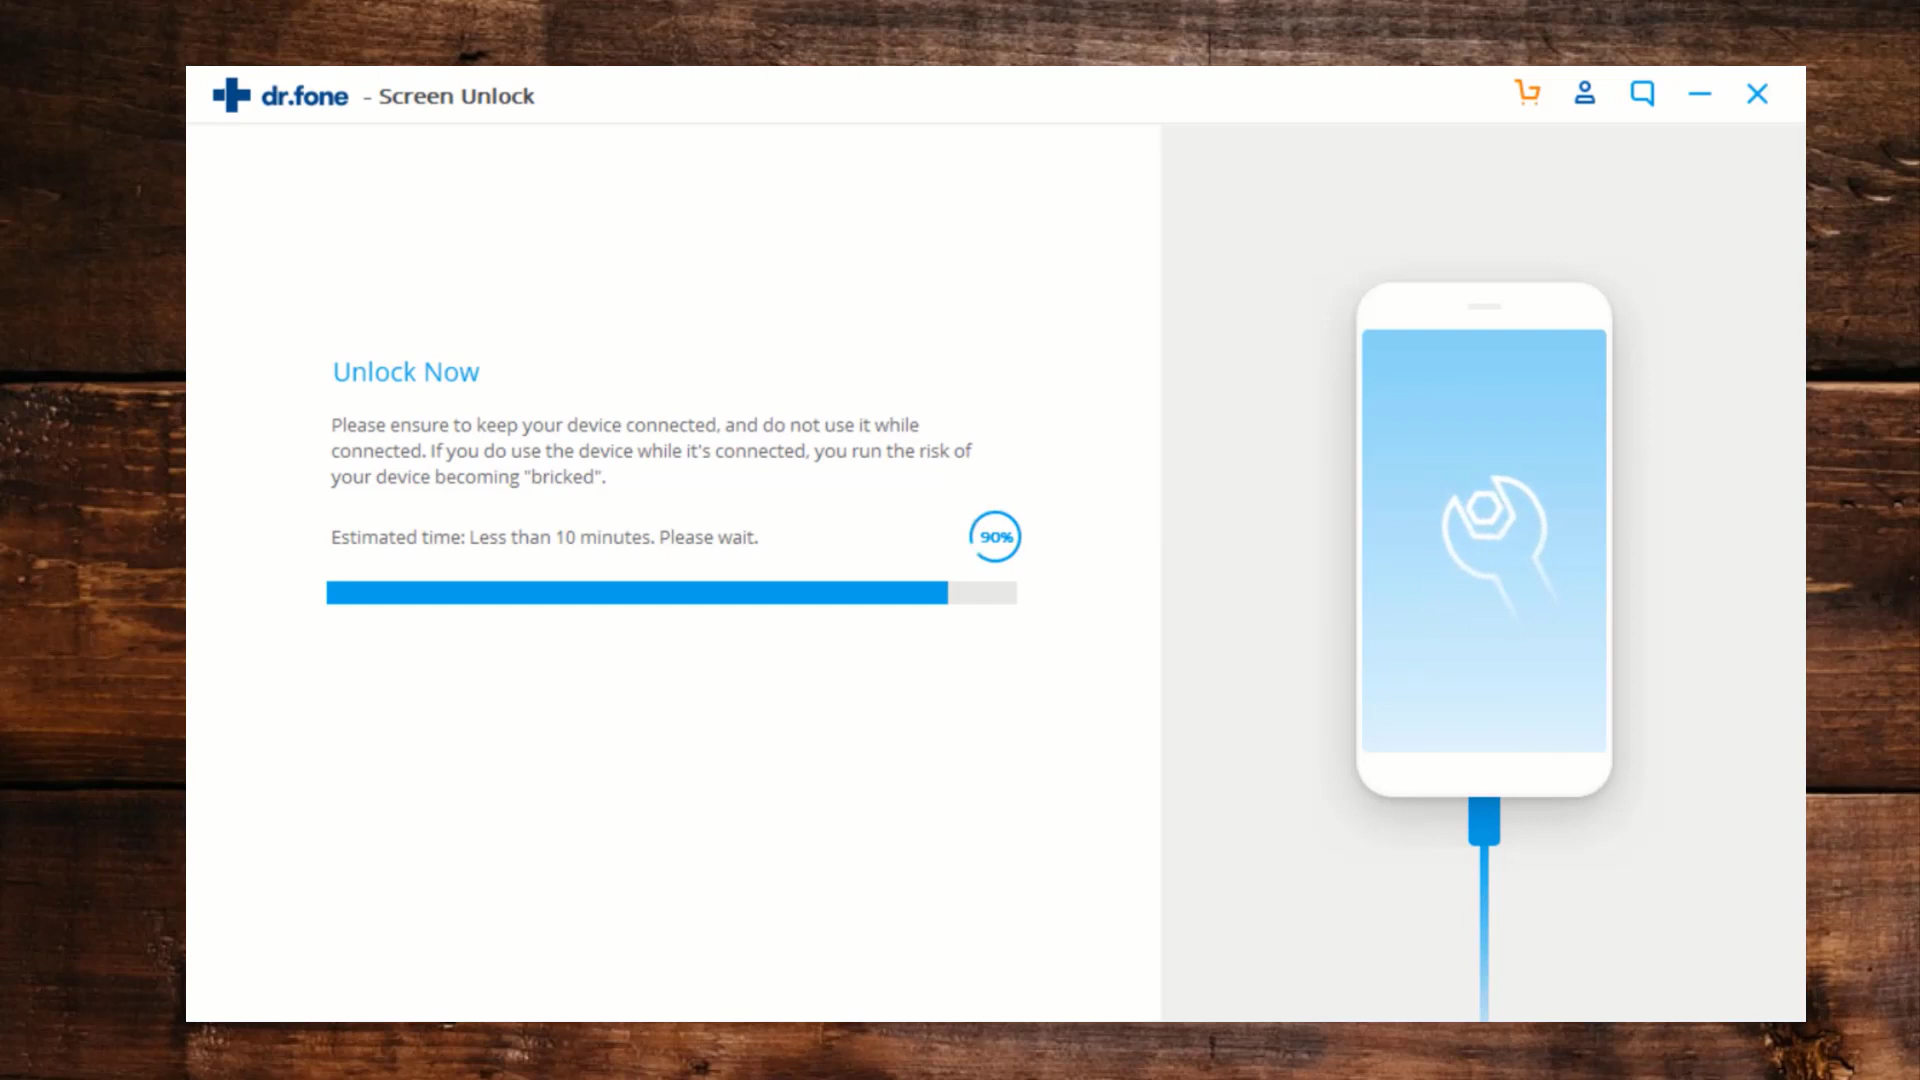 dr.fone - Screen Unlock
Unlock Now
Please ensure to keep your device connected, and do not use it while
connected. If you do use the device while it's connected, you run the risk of
your device becoming "bricked".
Estimated time: Less than 10 minutes. Please wait.
90%